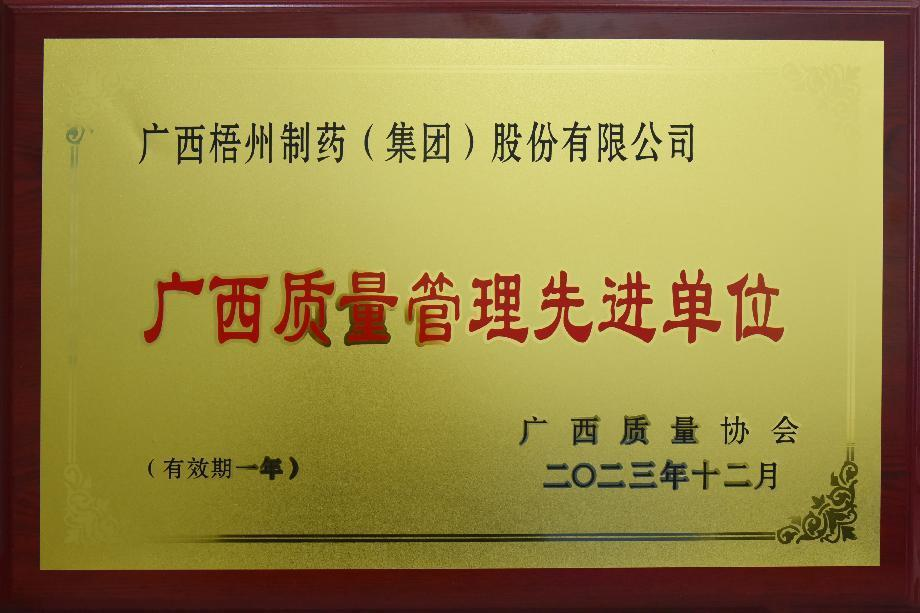 广西梧州制药（集团）股份有限公司
广西质量管理先进单位
广西质量协会
（有效期一年）
二〇二三年十二月